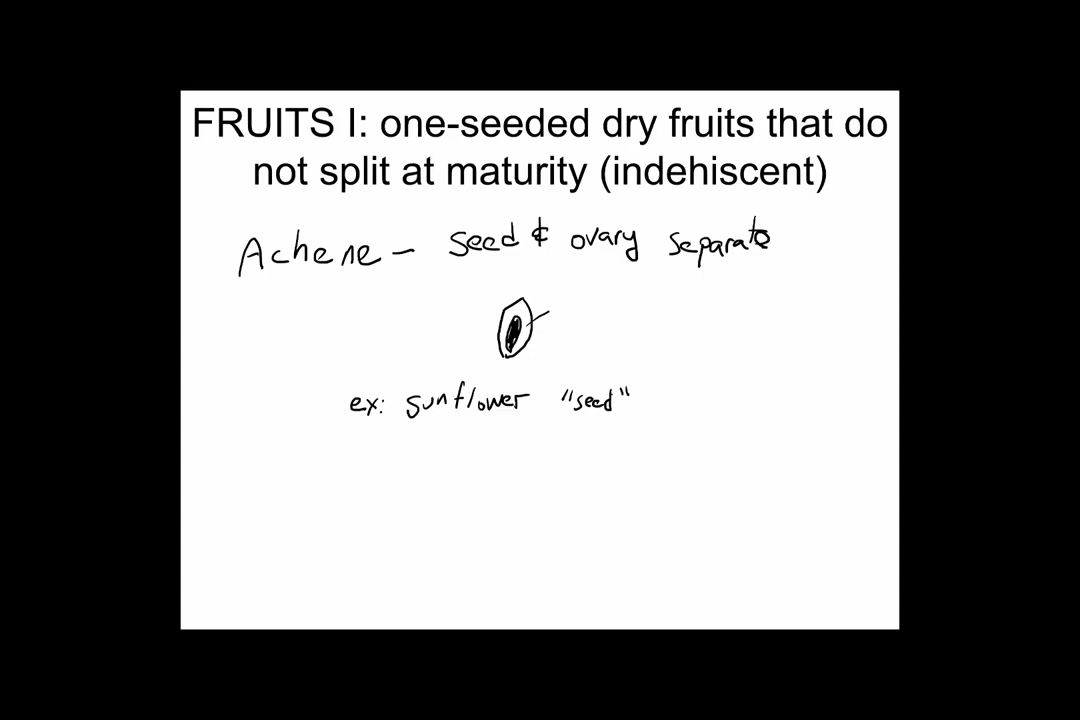 FRUITS I: one-seeded dry fruits that do
not split at maturity (indehiscent)
Achene - seed & ovary separate
ex: sunflower "seed"